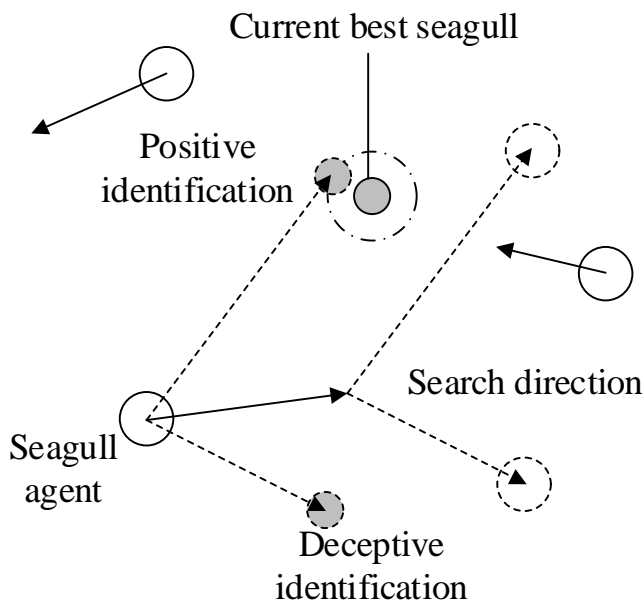 Current best seagull
Positive
identification
Search direction
Seagull
agent
Deceptive
identification